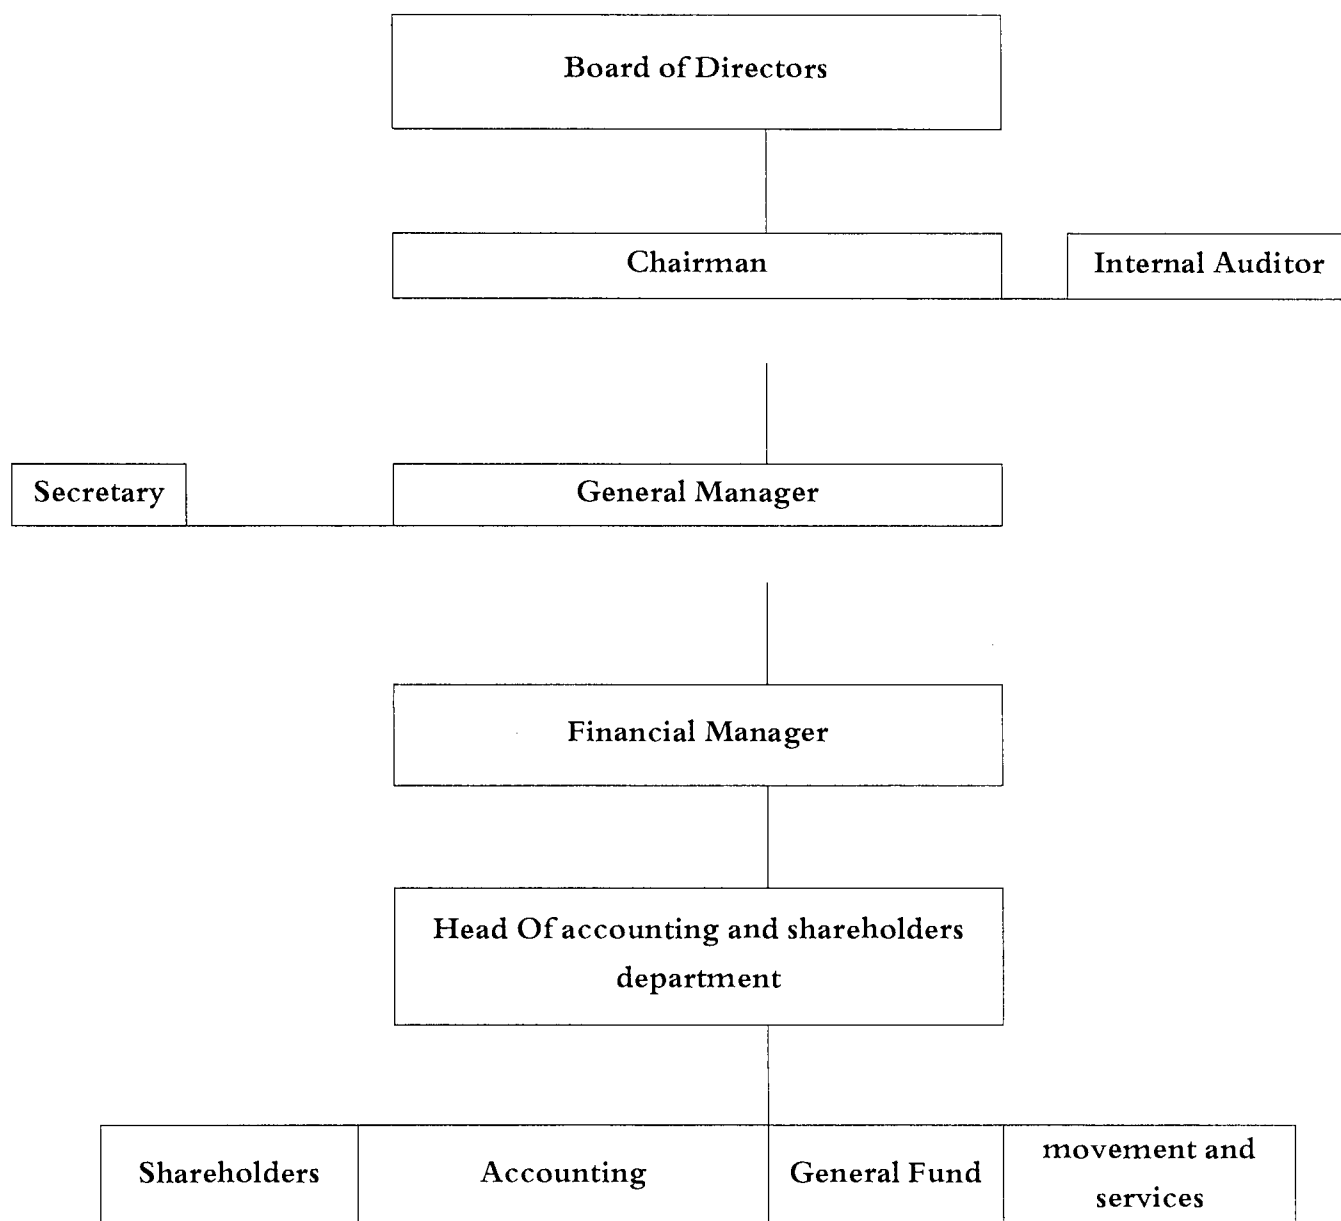 Board of Directors
Chairman
Internal Auditor
Secretary
General Manager
Financial Manager
Head Of accounting and shareholders
department
Shareholders
Accounting
General Fund
movement and
services